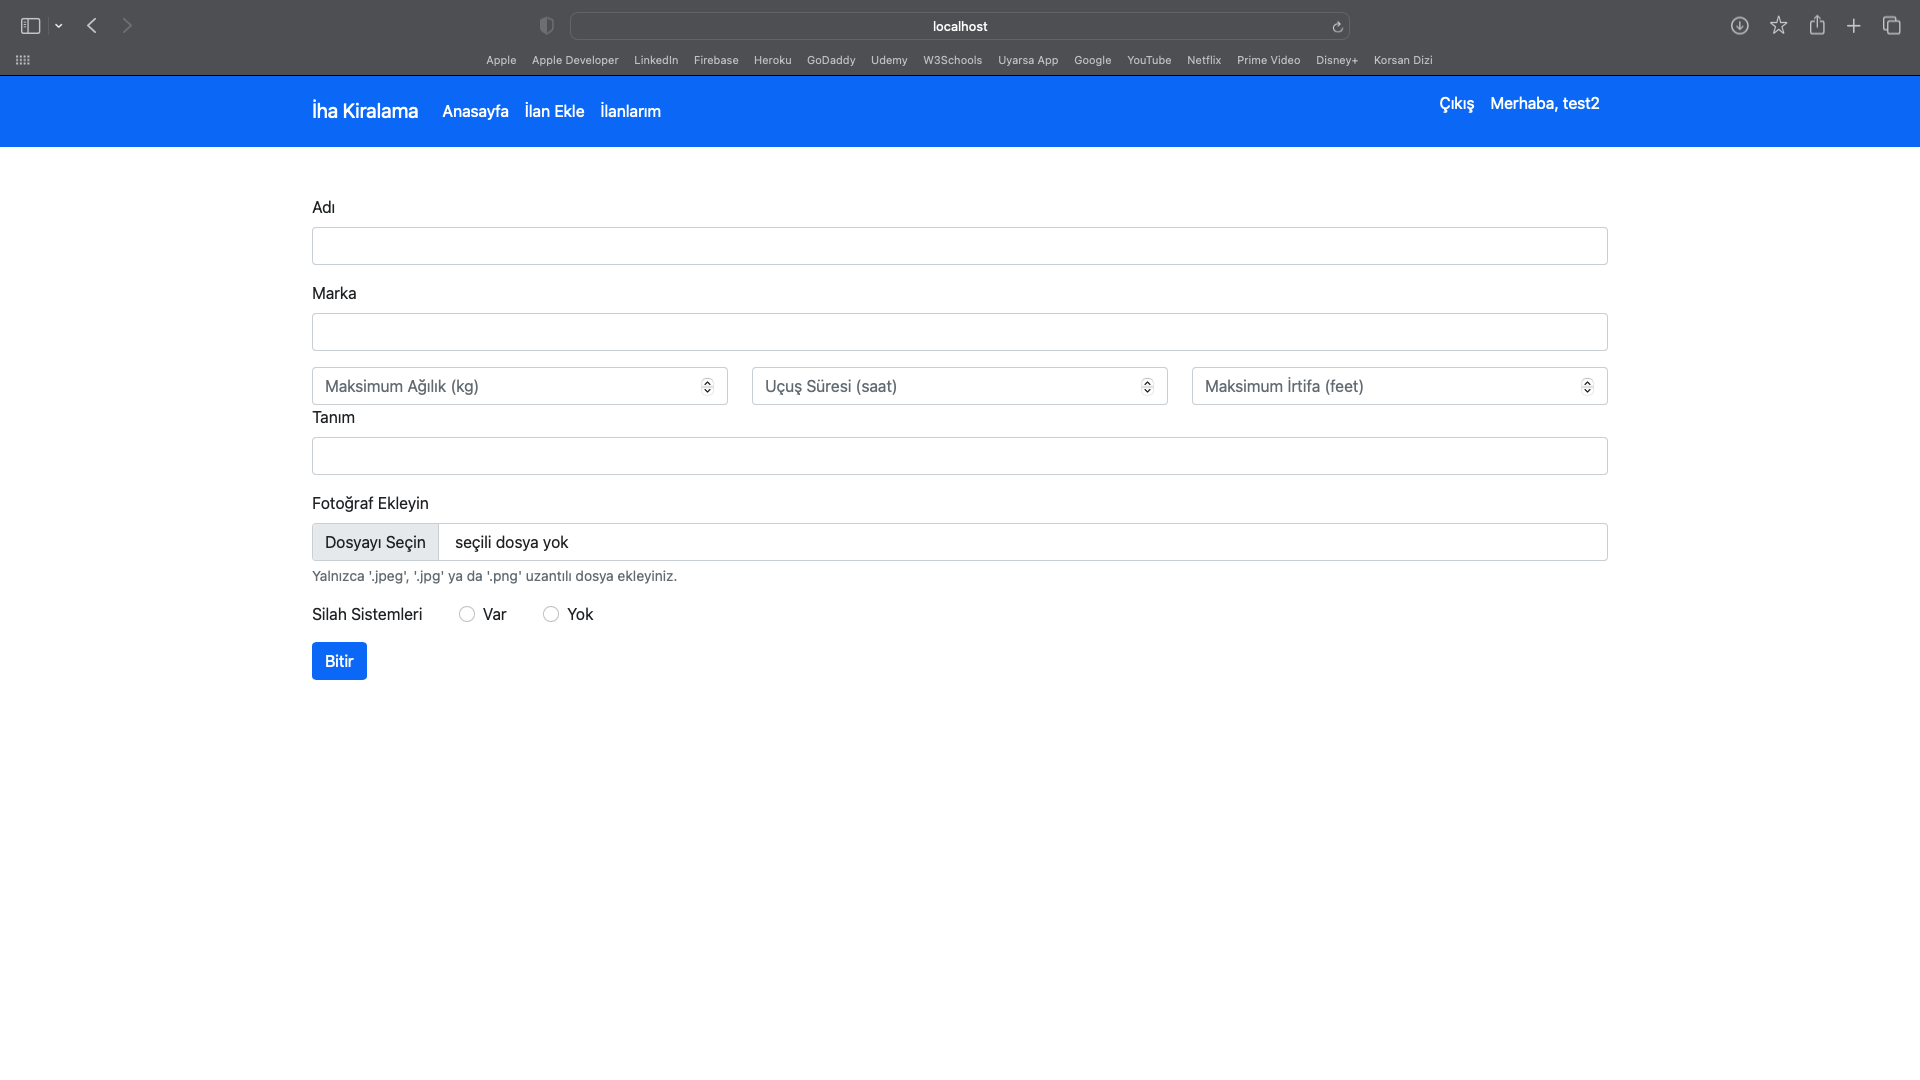 localhost
Apple Apple Developer LinkedIn Firebase Heroku GoDaddy Udemy W3Schools Uyarsa App Google YouTube Netflix Prime Video Disney+ Korsan Dizi
İha Kiralama Anasayfa İlan Ekle İlanlarım Çıkış Merhaba, test2
Adı
Marka
Maksimum Ağılık (kg) Uçuş Süresi (saat) Maksimum İrtifa (feet)
Tanım
Fotoğraf Ekleyin
Dosyayı Seçin seçili dosya yok
Yalnızca '.jpeg', '.jpg' ya da '.png' uzantılı dosya ekleyiniz.
Silah Sistemleri Var Yok
Bitir